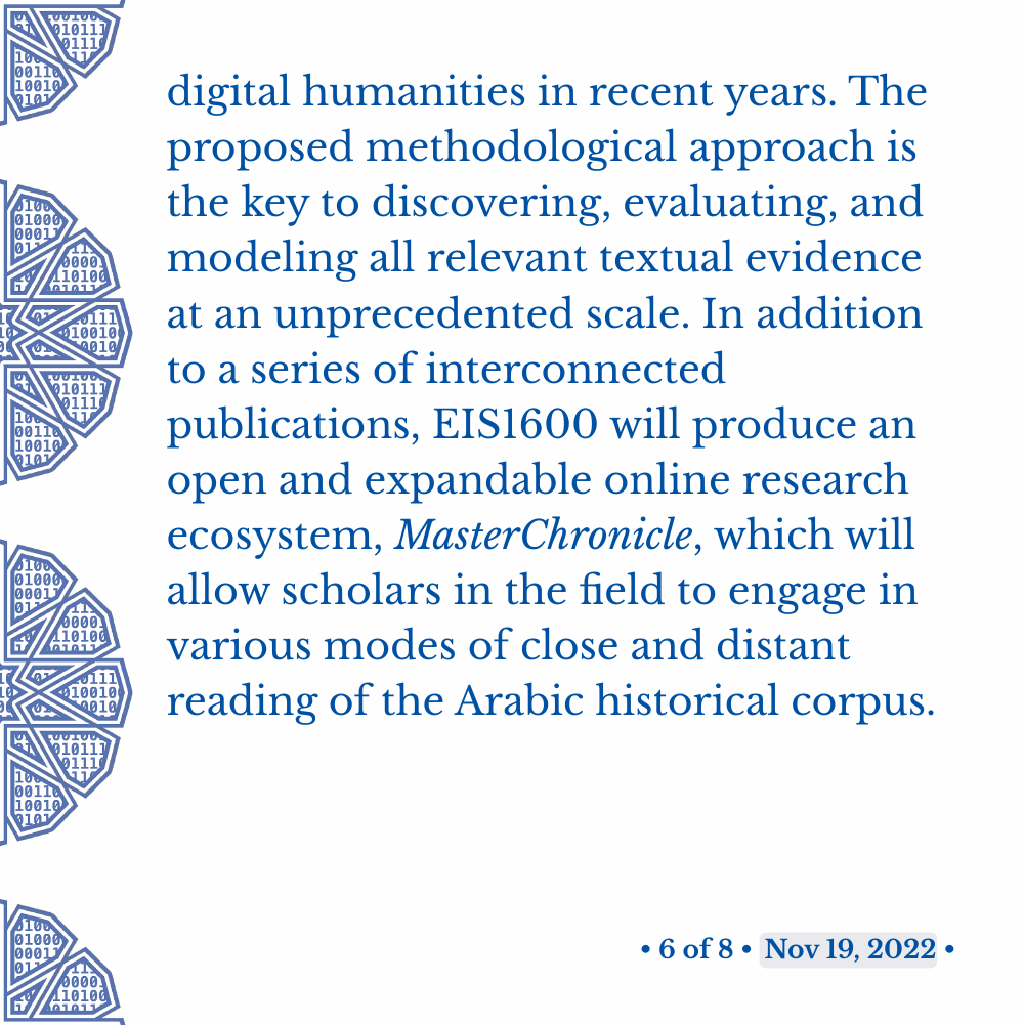 digital humanities in recent years. The
proposed methodological approach is
the key to discovering, evaluating, and
modeling all relevant textual evidence
at an unprecedented scale. In addition
to a series of interconnected
publications, EIS1600 will produce an
open and expandable online research
ecosystem, MasterChronicle, which will
allow scholars in the field to engage in
various modes of close and distant
reading of the Arabic historical corpus.
• 6 of 8 • Nov 19, 2022 •